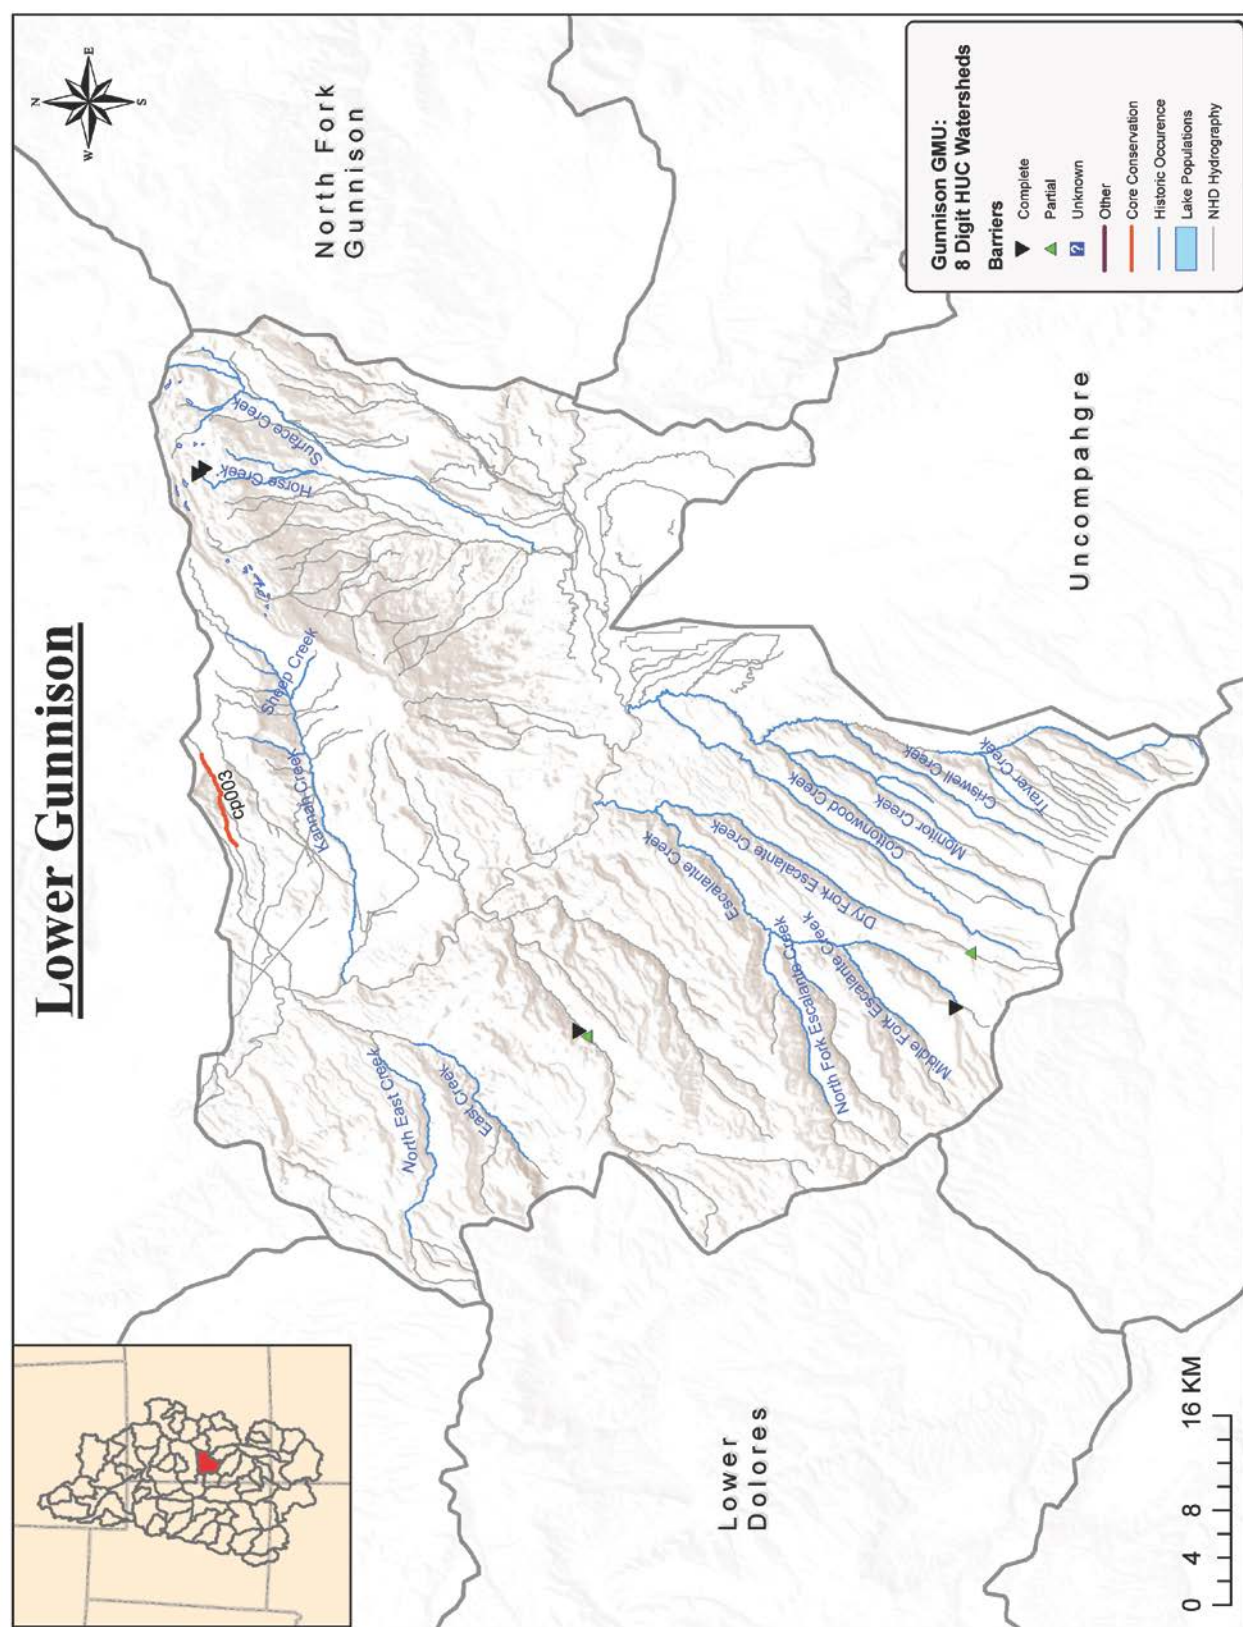 Lower Gunnison
N
W
E
S
North Fork
Gunnison
Surface Creek
Horse Creek
Sheep Creek
cp003
Kannah Creek
North East Creek
East Creek
Escalante Creek
Dry Fork Escalante Creek
North Fork Escalante Creek
Middle Fork Escalante Creek
Cottonwood Creek
Monitor Creek
Criswell Creek
Traver Creek
Uncompahgre
Lower
Dolores
0 4 8 16 KM
Gunnison GMU:
8 Digit HUC Watersheds
Barriers
Complete
Partial
? Unknown
Other
Core Conservation
Historic Occurence
Lake Populations
NHD Hydrography